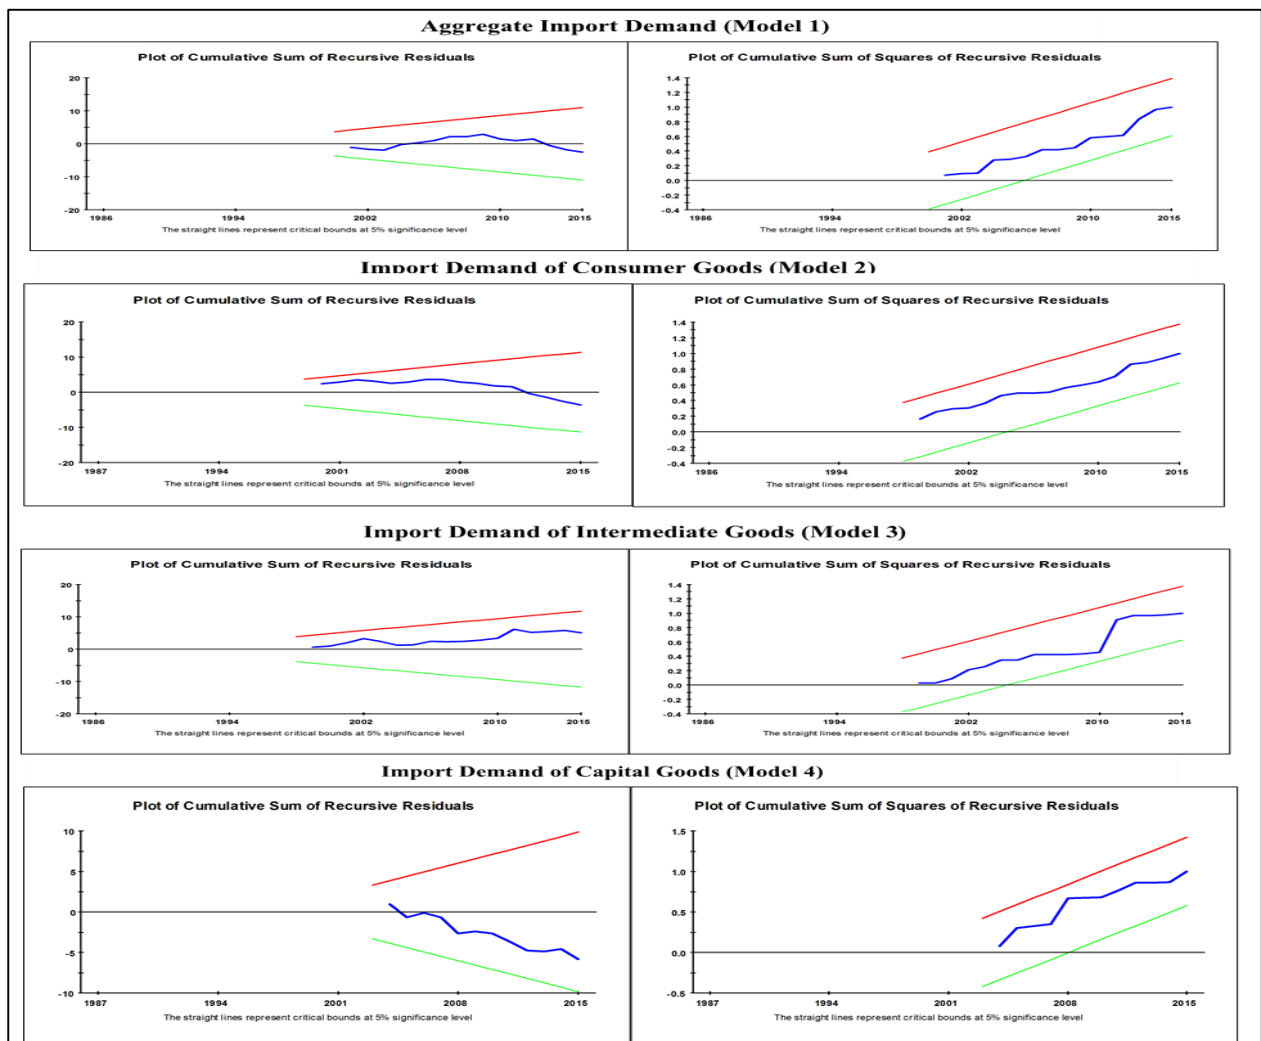 Aggregate Import Demand (Model 1)
Plot of Cumulative Sum of Recursive Residuals
20
10
0
-10
-20
1986 1994 2002 2010 2015
The straight lines represent critical bounds at 5% significance level
Plot of Cumulative Sum of Squares of Recursive Residuals
1.4
1.2
1.0
0.8
0.6
0.4
0.2
0.0
-0.2
-0.4
1986 1994 2002 2010 2015
The straight lines represent critical bounds at 5% significance level
Import Demand of Consumer Goods (Model 2)
Plot of Cumulative Sum of Recursive Residuals
20
10
0
-10
-20
1987 1994 2001 2008 2015
The straight lines represent critical bounds at 5% significance level
Plot of Cumulative Sum of Squares of Recursive Residuals
1.4
1.2
1.0
0.8
0.6
0.4
0.2
0.0
-0.2
-0.4
1986 1994 2002 2010 2015
The straight lines represent critical bounds at 5% significance level
Import Demand of Intermediate Goods (Model 3)
Plot of Cumulative Sum of Recursive Residuals
20
10
0
-10
-20
1986 1994 2002 2010 2015
The straight lines represent critical bounds at 5% significance level
Plot of Cumulative Sum of Squares of Recursive Residuals
1.4
1.2
1.0
0.8
0.6
0.4
0.2
0.0
-0.2
-0.4
1986 1994 2002 2010 2015
The straight lines represent critical bounds at 5% significance level
Import Demand of Capital Goods (Model 4)
Plot of Cumulative Sum of Recursive Residuals
10
5
0
-5
-10
1987 1994 2001 2008 2015
The straight lines represent critical bounds at 5% significance level
Plot of Cumulative Sum of Squares of Recursive Residuals
1.5
1.0
0.5
0.0
-0.5
1987 1994 2001 2008 2015
The straight lines represent critical bounds at 5% significance level